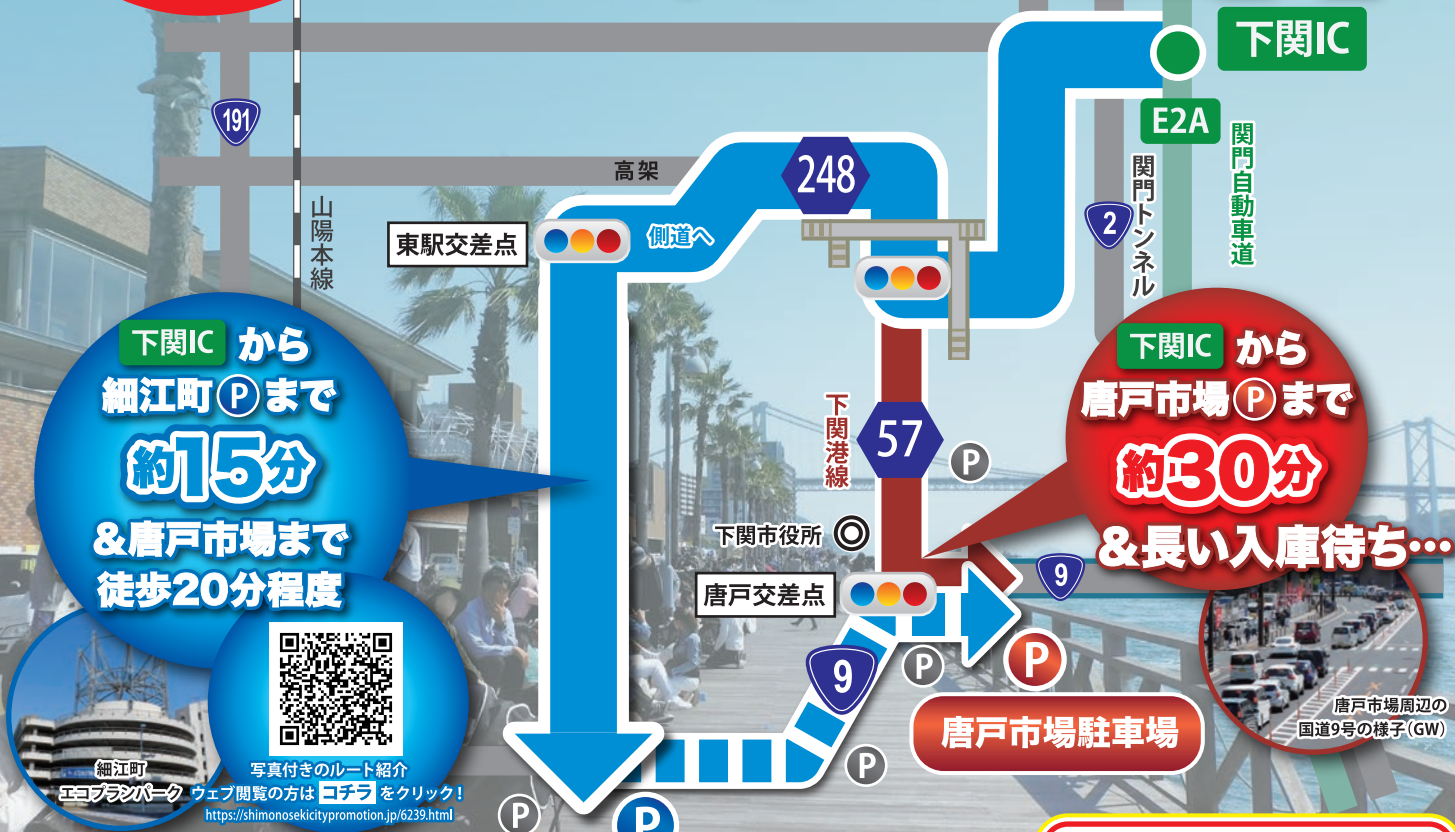 下関IC
E2A
関門自動車道
191
高架
248
2
関門トンネル
山陽本線
東駅交差点
側道へ
下関IC から
細江町Pまで
約15分
&唐戸市場まで
徒歩20分程度
下関IC から
唐戸市場Pまで
約30分
&長い入庫待ち…
下関港線
57
P
下関市役所
唐戸交差点
9
9
P
P
唐戸市場駐車場
P
P
P
唐戸市場周辺の
国道9号の様子(GW)
細江町
エコプランパーク
写真付きのルート紹介
ウェブ閲覧の方は コチラ をクリック!
https://shimonosekicitypromotion.jp/6239.html